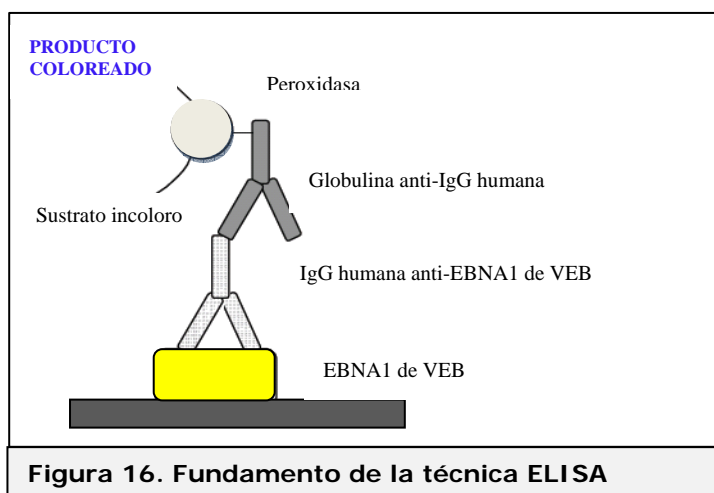 PRODUCTO
COLOREADO
Peroxidasa
Globulina anti-IgG humana
Sustrato incoloro
IgG humana anti-EBNA1 de VEB
EBNA1 de VEB
Figura 16. Fundamento de la técnica ELISA